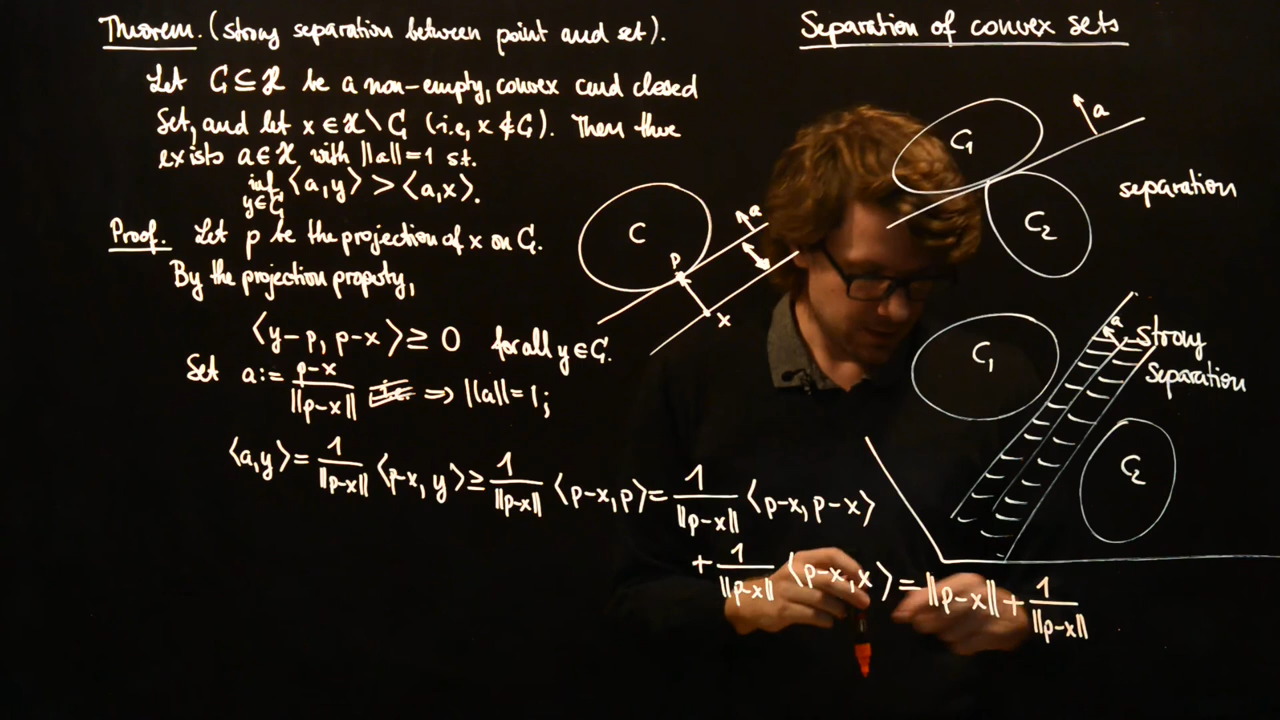 Theorem. (strong separation between point and set).
Let C ⊆ ℋ be a non-empty, convex and closed
set, and let x ∈ ℋ \ C (i.e, x ∉ C). Then there
exists a ∈ ℋ with ||a|| = 1 st.
inf ⟨a, y⟩ > ⟨a, x⟩.
y∈C
Proof. Let p be the projection of x on C.
By the projection property,
⟨y-p, p-x⟩ ≥ 0 for all y ∈ C.
Set a := p-x / ||p-x|| ⇒ ||a|| = 1;
⟨a, y⟩ = 1/||p-x|| ⟨p-x, y⟩ ≥ 1/||p-x|| ⟨p-x, p⟩ = 1/||p-x|| ⟨p-x, p-x⟩
+ 1/||p-x|| ⟨p-x, x⟩ = ||p-x|| + 1/||p-x||
C
a
p
x
Separation of convex sets
C1
a
C2
separation
C1
a
strong
separation
C2